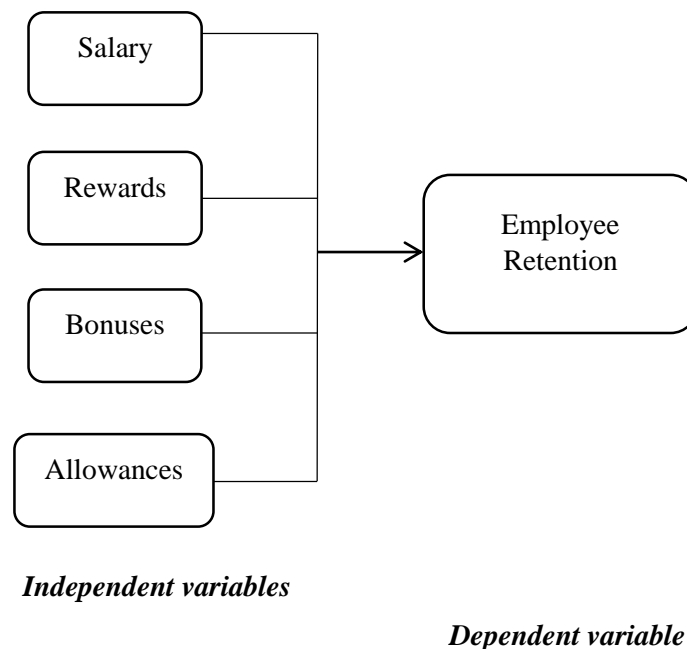 Salary
Rewards
Employee
Retention
Bonuses
Allowances
Independent variables
Dependent variable